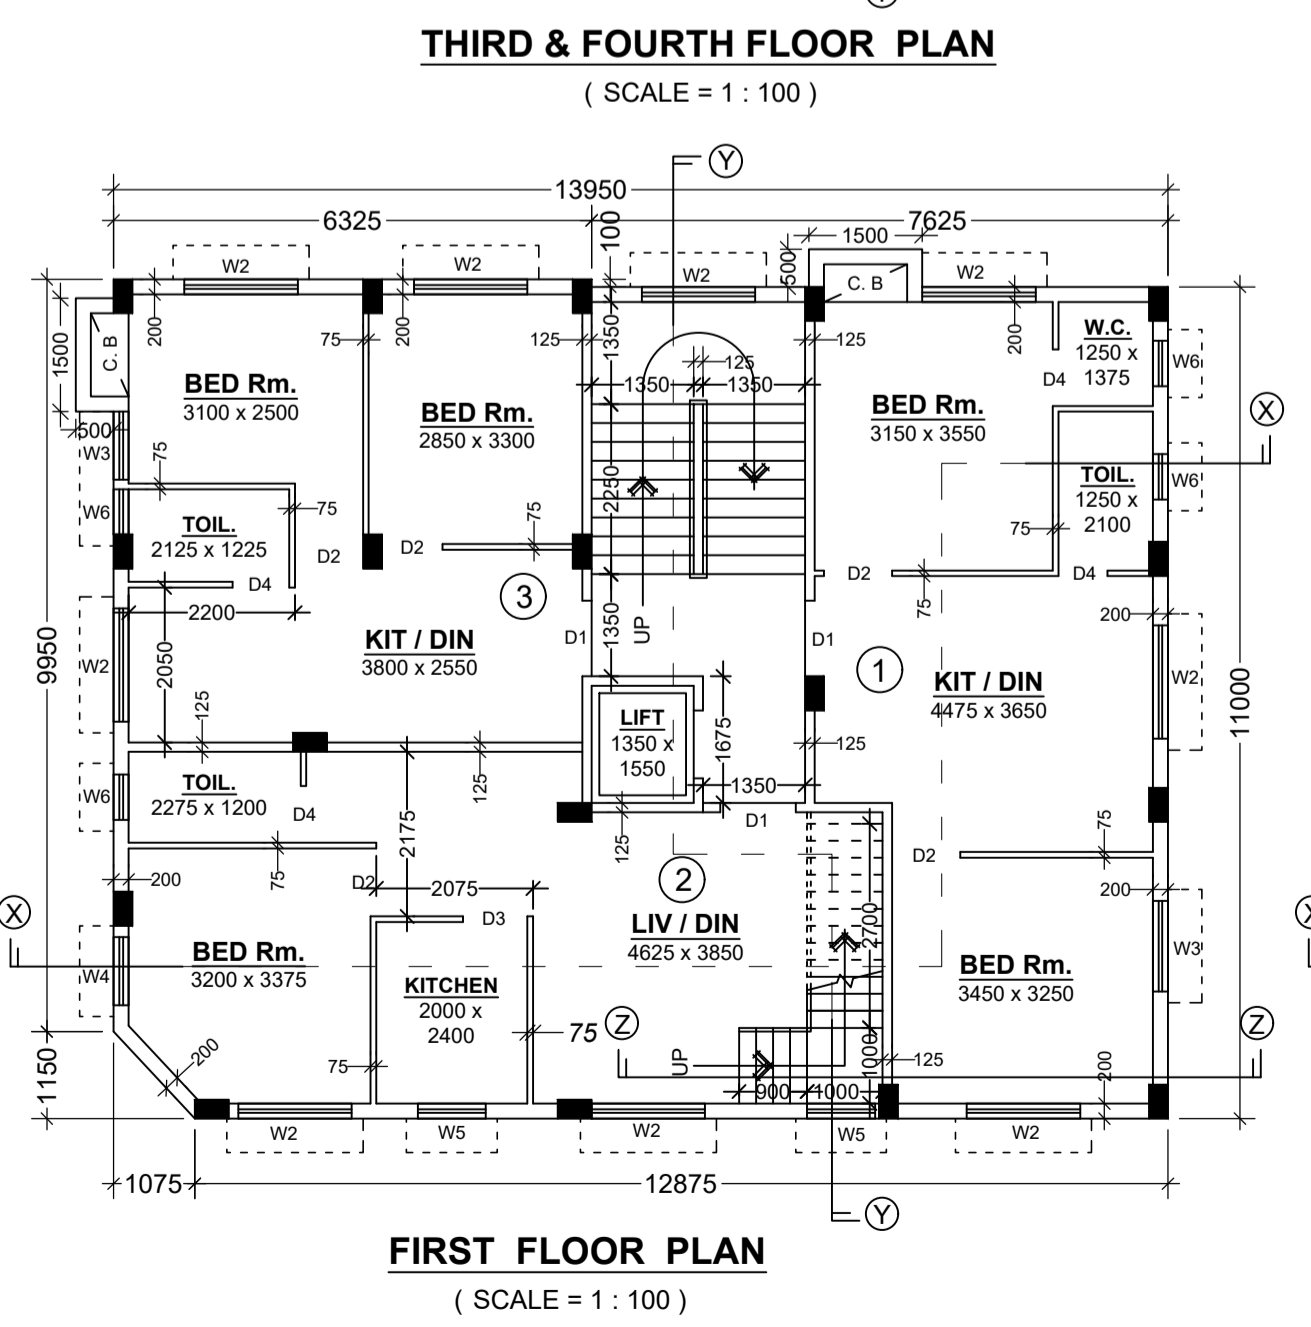 THIRD & FOURTH FLOOR PLAN
( SCALE = 1 : 100 )
Y
13950
6325
7625
100
1500
500
W2
W2
W2
W2
C. B
200
200
200
1500
C. B
75
125
1350
125
125
1350
1350
W.C.
1250 x
1375
W6
D4
BED Rm.
3100 x 2500
BED Rm.
2850 x 3300
BED Rm.
3150 x 3550
X
500
W3
75
2250
TOIL.
1250 x
2100
W6
W6
TOIL.
2125 x 1225
75
75
75
D2
D2
D4
D2
D4
2200
3
1350
UP
75
200
9950
W2
2050
KIT / DIN
3800 x 2550
D1
D1
1
KIT / DIN
4475 x 3650
W2
11000
125
125
LIFT
1350 x
1550
1675
1350
125
W6
TOIL.
2275 x 1200
D4
2175
125
D1
75
D2
200
75
D2
2075
2
200
X
X
D3
LIV / DIN
4625 x 3850
2700
W4
BED Rm.
3200 x 3375
KITCHEN
2000 x
2400
BED Rm.
3450 x 3250
W3
75
Z
Z
1150
200
75
UP
1000
125
200
900
1000
W2
W5
W2
W5
W2
1075
12875
Y
FIRST FLOOR PLAN
( SCALE = 1 : 100 )